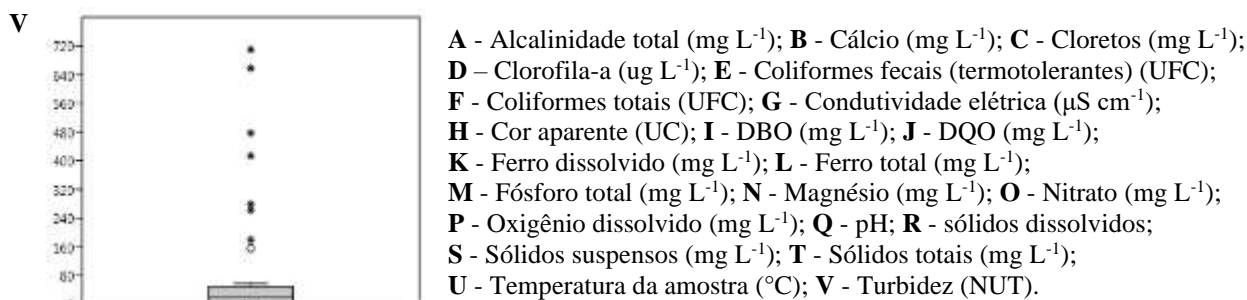 V
720
640
560
480
400
320
240
160
80
A - Alcalinidade total (mg L-1); B - Cálcio (mg L-1); C - Cloretos (mg L-1);
D – Clorofila-a (ug L-1); E - Coliformes fecais (termotolerantes) (UFC);
F - Coliformes totais (UFC); G - Condutividade elétrica (μS cm-1);
H - Cor aparente (UC); I - DBO (mg L-1); J - DQO (mg L-1);
K - Ferro dissolvido (mg L-1); L - Ferro total (mg L-1);
M - Fósforo total (mg L-1); N - Magnésio (mg L-1); O - Nitrato (mg L-1);
P - Oxigênio dissolvido (mg L-1); Q - pH; R - sólidos dissolvidos;
S - Sólidos suspensos (mg L-1); T - Sólidos totais (mg L-1);
U - Temperatura da amostra (°C); V - Turbidez (NUT).